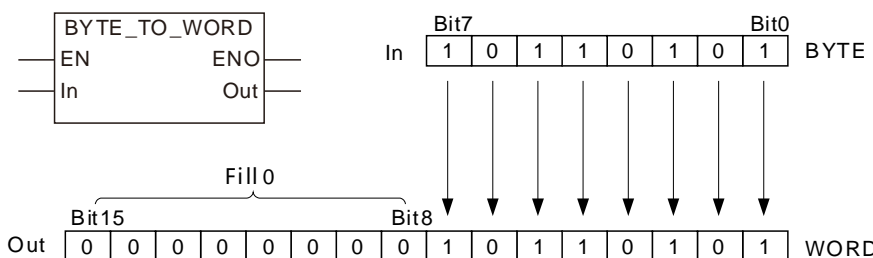 BYTE_TO_WORD
EN ENO
In Out
Bit7 Bit0
In 1 0 1 1 0 1 0 1 BYTE
Fill 0
Bit15 Bit8
Out 0 0 0 0 0 0 0 0 1 0 1 1 0 1 0 1 WORD